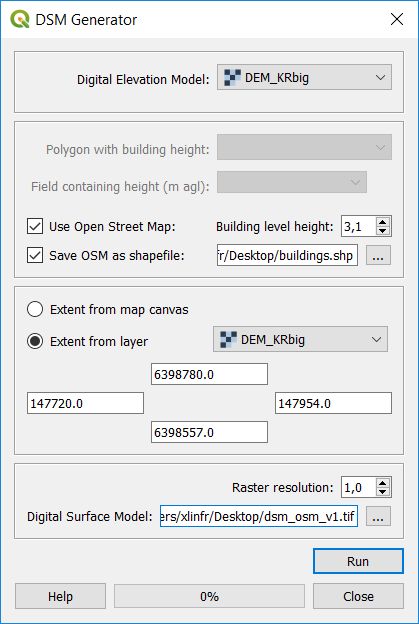 DSM Generator
Digital Elevation Model: DEM_KRbig
Polygon with building height:
Field containing height (m agl):
Use Open Street Map: Building level height: 3,1
Save OSM as shapefile: fr/Desktop/buildings.shp ...
Extent from map canvas
Extent from layer DEM_KRbig
6398780.0
147720.0 147954.0
6398557.0
Raster resolution: 1,0
Digital Surface Model: ers/xlinfr/Desktop/dsm_osm_v1.tif ...
Run
Help 0% Close